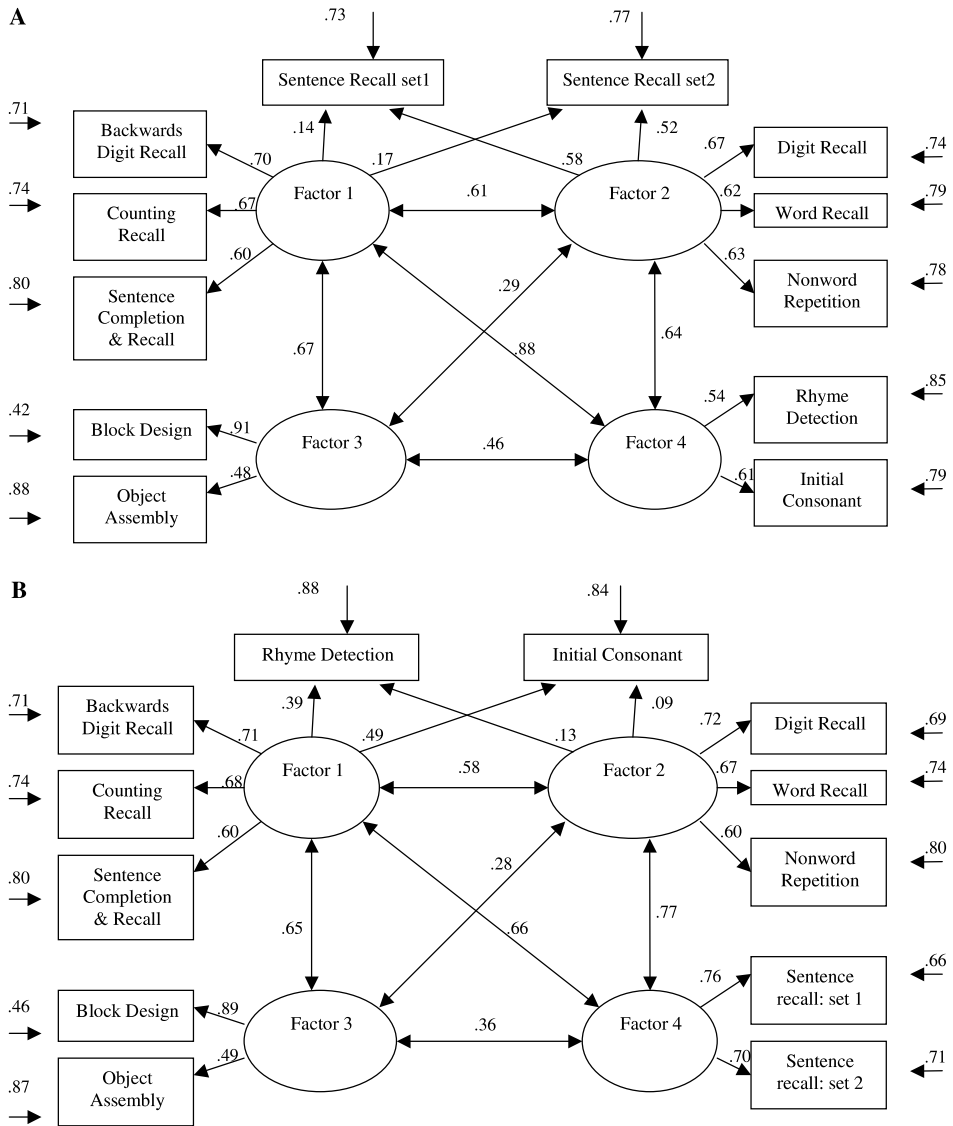 A
.73
.77
Sentence Recall set1
Sentence Recall set2
.71
Backwards
Digit Recall
.14
.17
.52
.58
.67
Digit Recall
.74
.70
Factor 1
Factor 2
.61
.74
Counting
Recall
.67
.62
Word Recall
.79
.60
.63
.80
Sentence
Completion
& Recall
Nonword
Repetition
.78
.29
.67
.88
.64
.42
Block Design
.91
Factor 3
Factor 4
.54
Rhyme
Detection
.85
.46
.88
Object
Assembly
.48
.61
Initial
Consonant
.79
B
.88
.84
Rhyme Detection
Initial Consonant
.71
Backwards
Digit Recall
.39
.49
.09
.13
.72
Digit Recall
.69
.71
Factor 1
Factor 2
.58
.74
Counting
Recall
.68
.67
Word Recall
.74
.60
.60
.80
Sentence
Completion
& Recall
Nonword
Repetition
.80
.28
.65
.66
.77
.46
Block Design
.89
Factor 3
Factor 4
.76
Sentence
recall: set 1
.66
.36
.87
Object
Assembly
.49
.70
Sentence
recall: set 2
.71